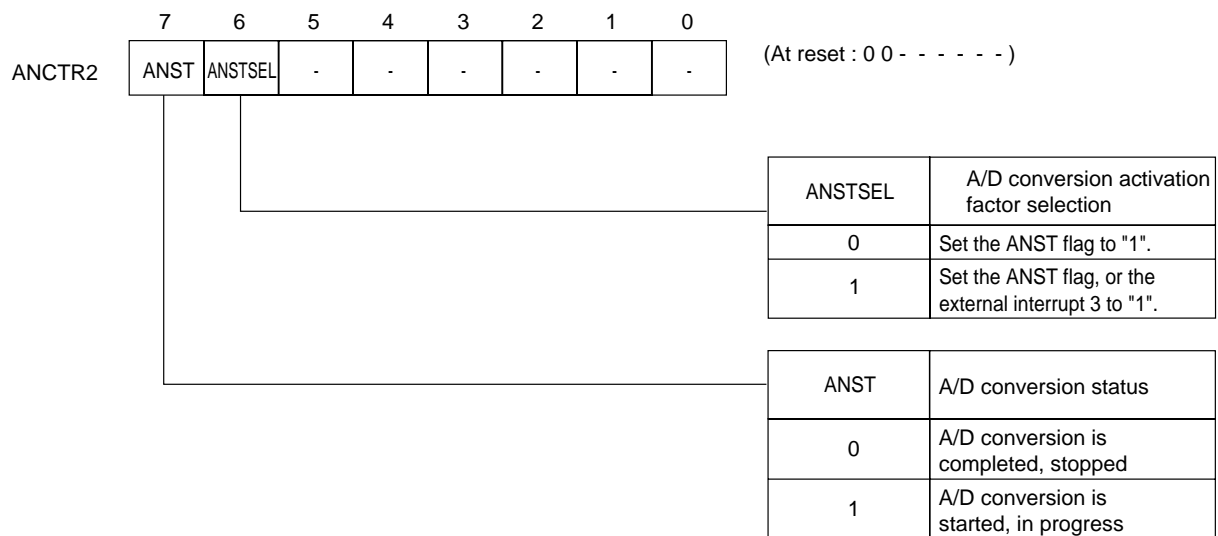 7 6 5 4 3 2 1 0
ANCTR2 ANST ANSTSEL - - - - - - (At reset : 0 0 - - - - - - )
ANSTSEL A/D conversion activation
factor selection
0 Set the ANST flag to "1".
1 Set the ANST flag, or the
external interrupt 3 to "1".
ANST A/D conversion status
0 A/D conversion is
completed, stopped
1 A/D conversion is
started, in progress